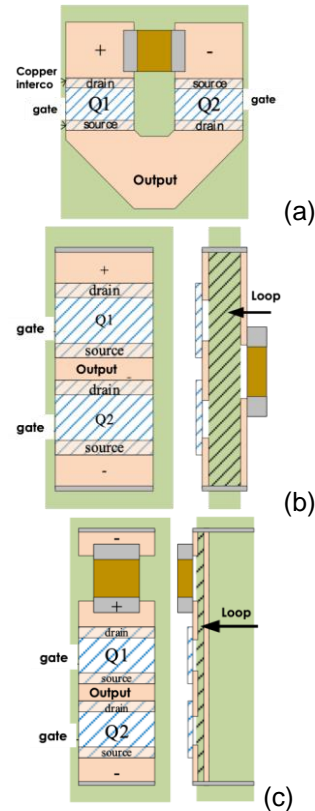 +
-
Copper
interco
drain
source
gate
Q1
Q2
gate
source
drain
Output
(a)
+
drain
gate
Q1
source
Output
drain
gate
Q2
source
-
Loop
(b)
-
+
drain
gate
Q1
source
Output
drain
gate
Q2
source
-
Loop
(c)